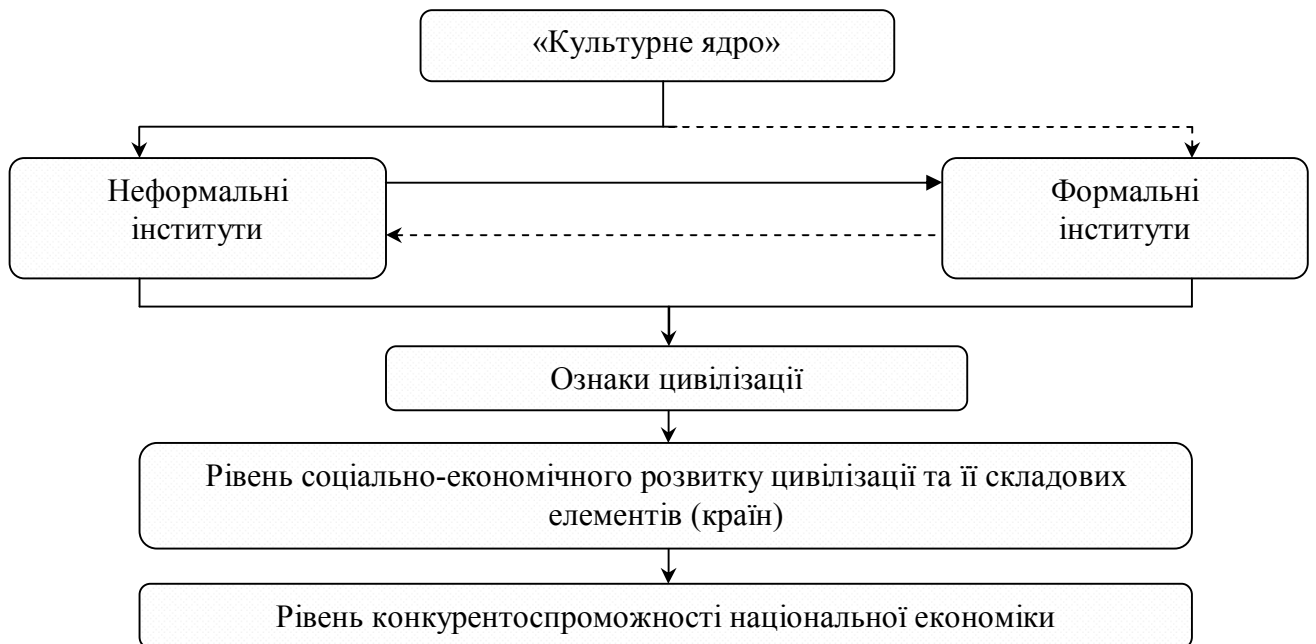 «Культурне ядро»
Неформальні
інститути
Формальні
інститути
Ознаки цивілізації
Рівень соціально-економічного розвитку цивілізації та її складових
елементів (країн)
Рівень конкурентоспроможності національної економіки